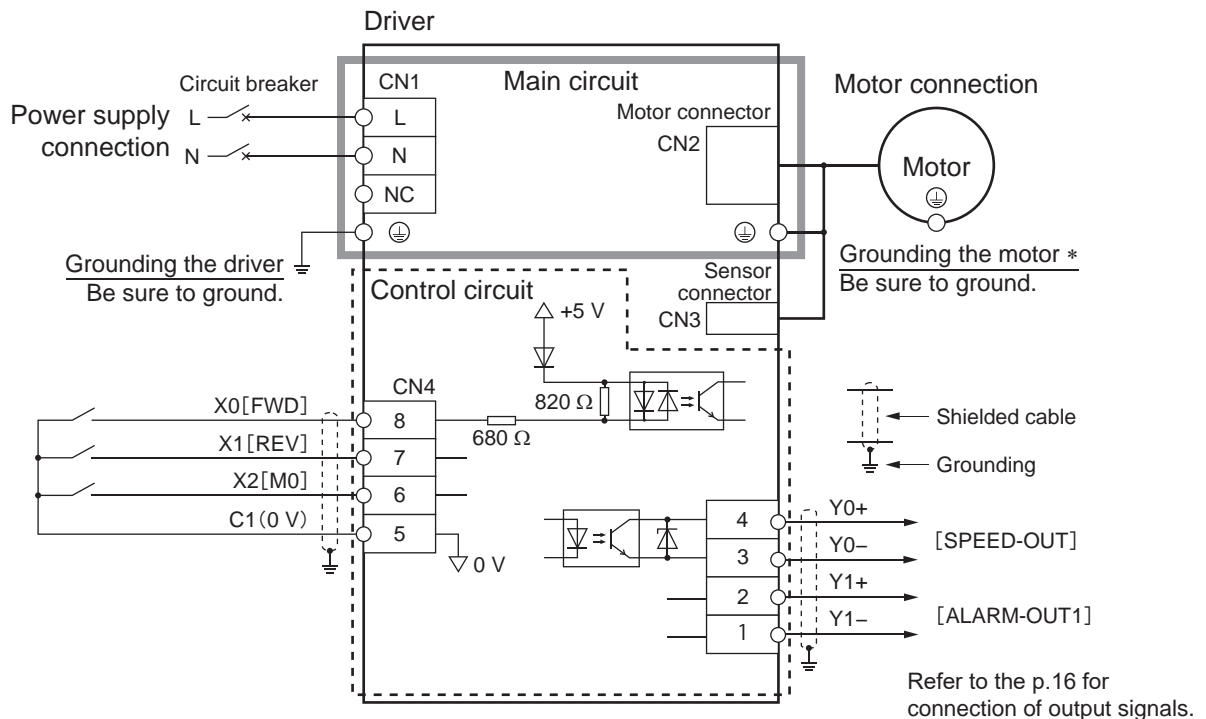 Driver
Circuit breaker
Power supply
connection
L
N
CN1
L
N
NC
Main circuit
Motor connector
CN2
Motor connection
Motor
Grounding the driver
Be sure to ground.
Grounding the motor *
Be sure to ground.
Sensor
connector
CN3
Control circuit
+5 V
820 Ω
680 Ω
CN4
X0[FWD]
8
X1[REV]
7
X2[M0]
6
C1(0 V)
5
0 V
Shielded cable
Grounding
4
Y0+
3
Y0−
[SPEED-OUT]
2
Y1+
1
Y1−
[ALARM-OUT1]
Refer to the p.16 for
connection of output signals.